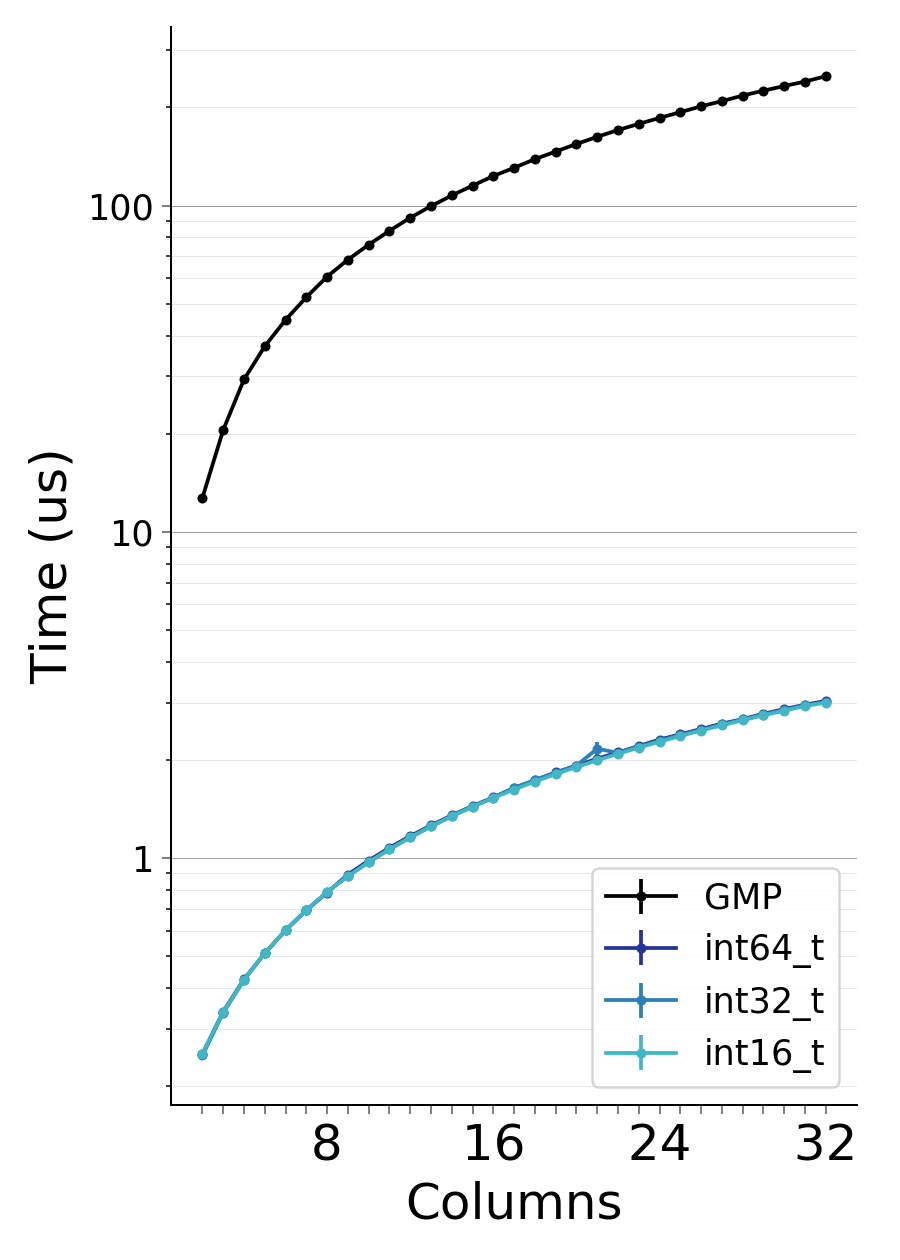 Time (us)
100
10
1
GMP
int64_t
int32_t
int16_t
8 16 24 32
Columns